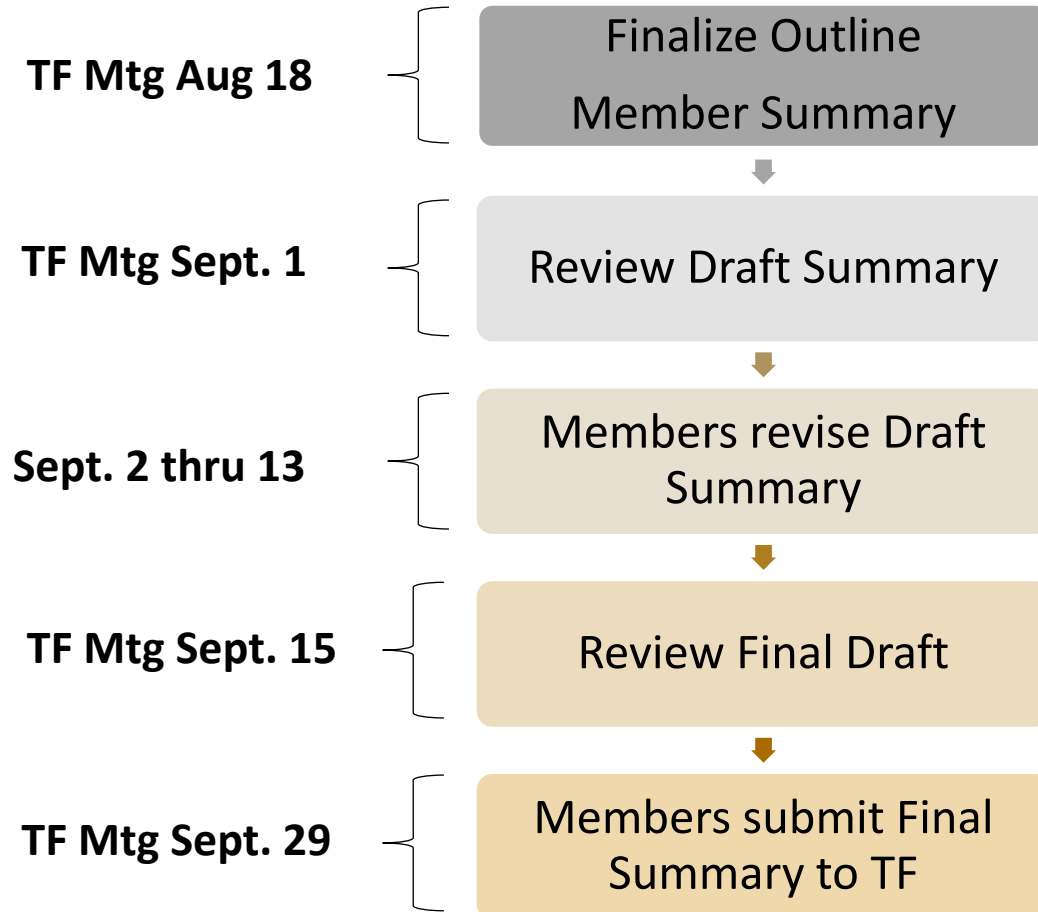 TF Mtg Aug 18
Finalize Outline
Member Summary
TF Mtg Sept. 1
Review Draft Summary
Sept. 2 thru 13
Members revise Draft
Summary
TF Mtg Sept. 15
Review Final Draft
TF Mtg Sept. 29
Members submit Final
Summary to TF